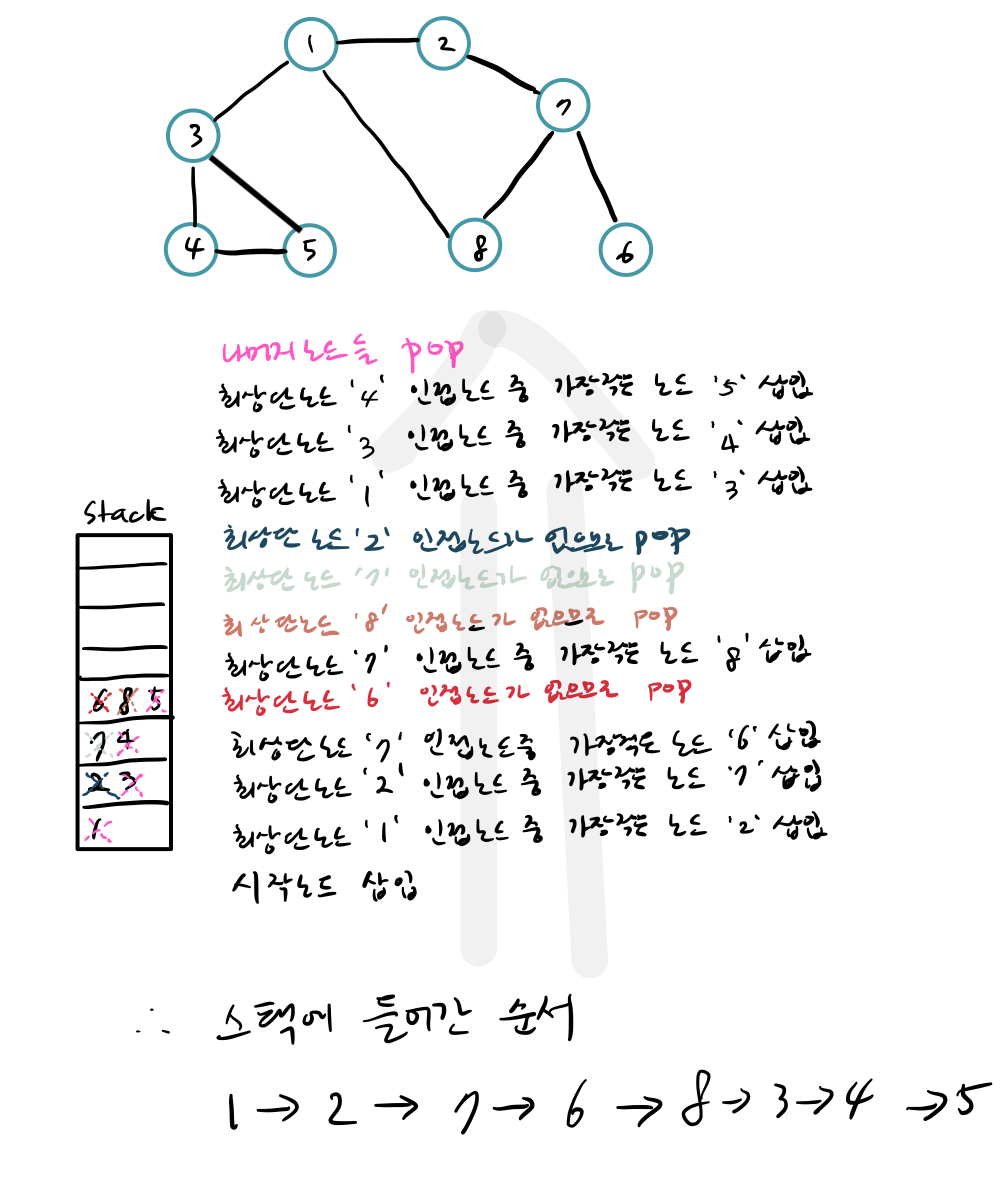 1 2
7
3
4 5 8 6
나머지노드들 pop
최상단노드 '4' 인접노드 중 가장작은 노드 '5' 삽입
최상단노드 '3 인접노드 중 가장작은 노드 '4' 삽입
최상단노드 '1' 인접노드 중 가장작은 노드 '3' 삽입
stack
최상단 노드 '2' 인접노드가 없으므로 pop
최상단노드 '7' 인접노드가 없으므로 pop
최상단노드 '8' 인접노드가 없으므로 pop
최상단노드 '7' 인접노드 중 가장작은 노드 '8' 삽입
최상단노드 '6' 인접노드가 없으므로 pop
6 8 5
최상단노드 '7' 인접노드중 가장적은 노드 '6' 삽입
7 4
최상단노드 '2' 인접노드 중 가장작은 노드 '7' 삽입
2 3
최상단노드 '1' 인접노드 중 가장작은 노드 '2' 삽입
1
시작노드 삽입
∴ 스택에 들어간 순서
1 → 2 → 7 → 6 → 8 → 3 → 4 → 5